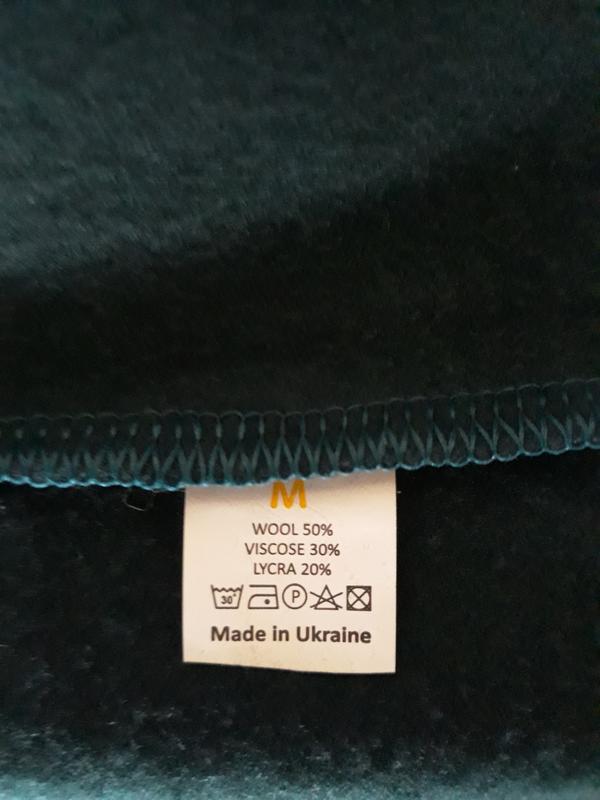 M
WOOL 50%
VISCOSE 30%
LYCRA 20%
30° P
Made in Ukraine